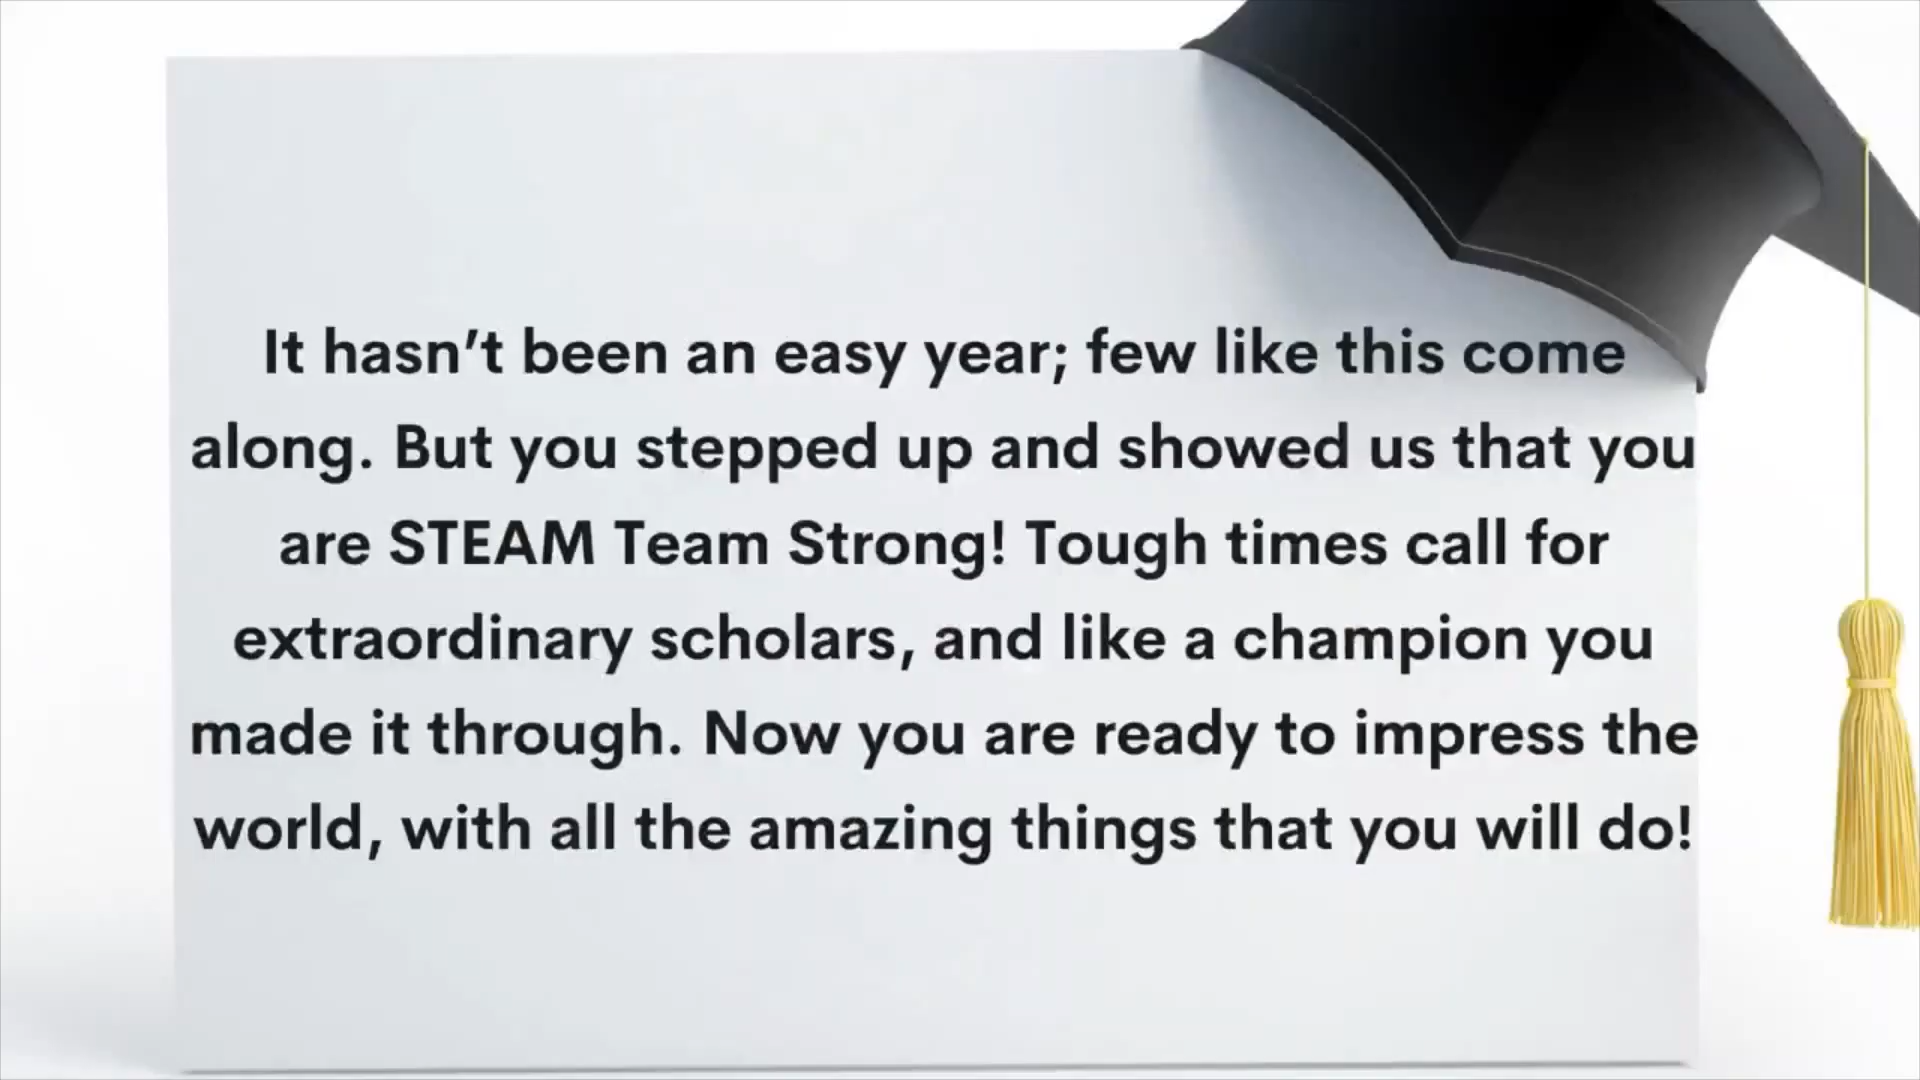 It hasn’t been an easy year; few like this come
along. But you stepped up and showed us that you
are STEAM Team Strong! Tough times call for
extraordinary scholars, and like a champion you
made it through. Now you are ready to impress the
world, with all the amazing things that you will do!